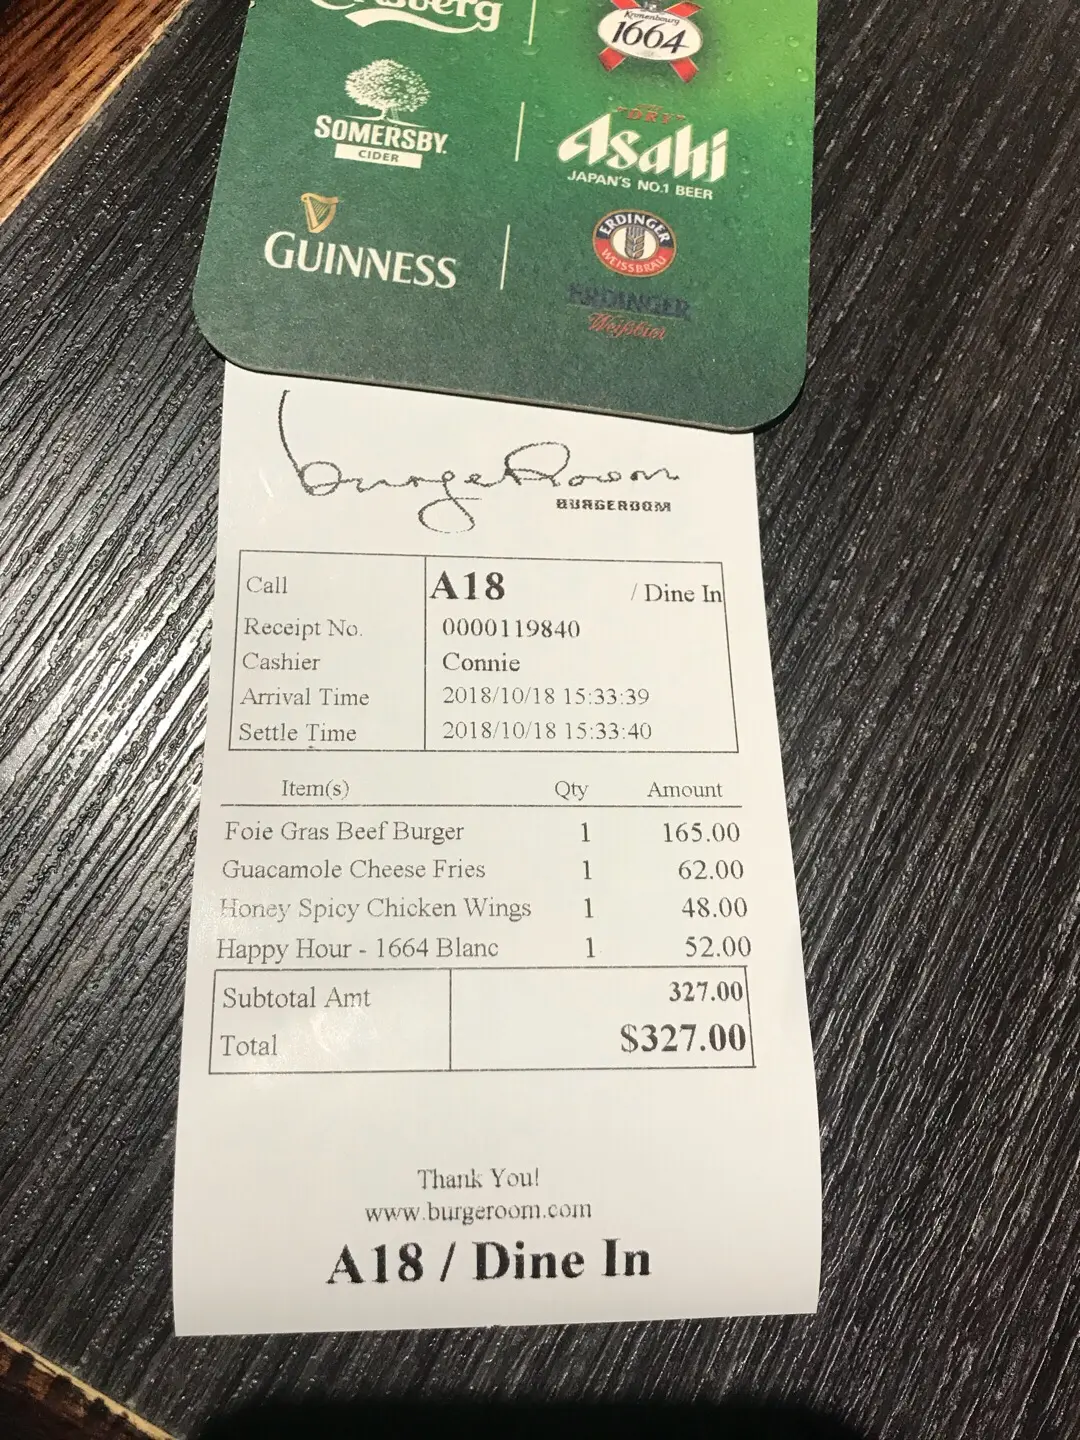 Kronenbourg
1664
SOMERSBY.
CIDER
DRY
Asahi
JAPAN'S NO.1 BEER
GUINNESS
ERDINGER
WEISSBRÄU
ERDINGER
Weißbier
burgeRoom
BURGEROOM
Call A18 / Dine In
Receipt No. 0000119840
Cashier Connie
Arrival Time 2018/10/18 15:33:39
Settle Time 2018/10/18 15:33:40
Item(s) Qty Amount
Foie Gras Beef Burger 1 165.00
Guacamole Cheese Fries 1 62.00
Honey Spicy Chicken Wings 1 48.00
Happy Hour - 1664 Blanc 1 52.00
Subtotal Amt 327.00
Total $327.00
Thank You!
www.burgeroom.com
A18 / Dine In